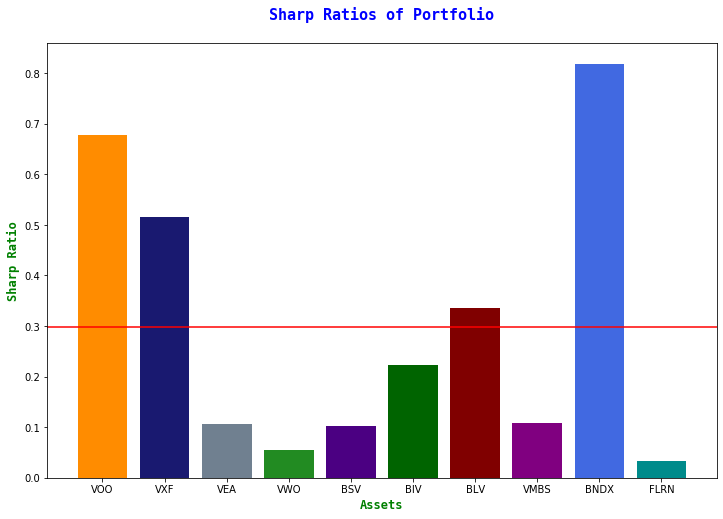 Sharp Ratios of Portfolio
Sharp Ratio
0.8
0.7
0.6
0.5
0.4
0.3
0.2
0.1
0.0
VOO VXF VEA VWO BSV BIV BLV VMBS BNDX FLRN
Assets